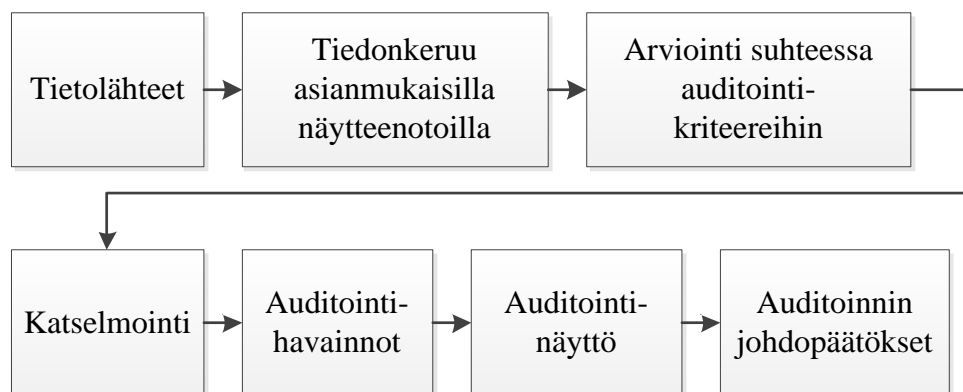 Tietolähteet
Tiedonkeruu
asianmukaisilla
näytteenotoilla
Arviointi suhteessa
auditointi-
kriteereihin
Katselmointi
Auditointi-
havainnot
Auditointi-
näyttö
Auditoinnin
johdopäätökset